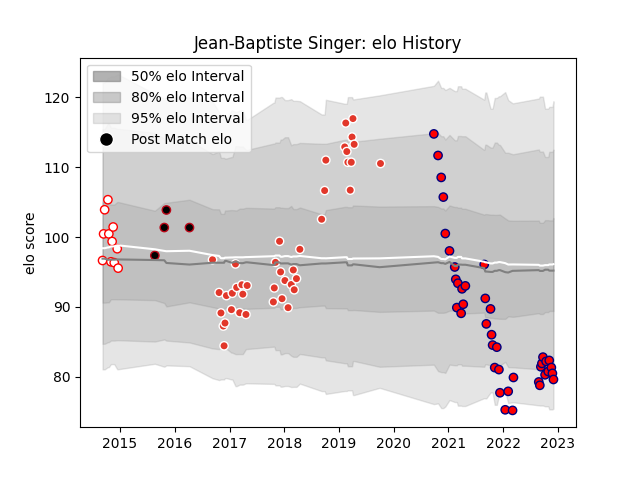 Jean-Baptiste Singer: elo History
50% elo Interval
80% elo Interval
95% elo Interval
Post Match elo
elo score
120
110
100
90
80
2015 2016 2017 2018 2019 2020 2021 2022 2023